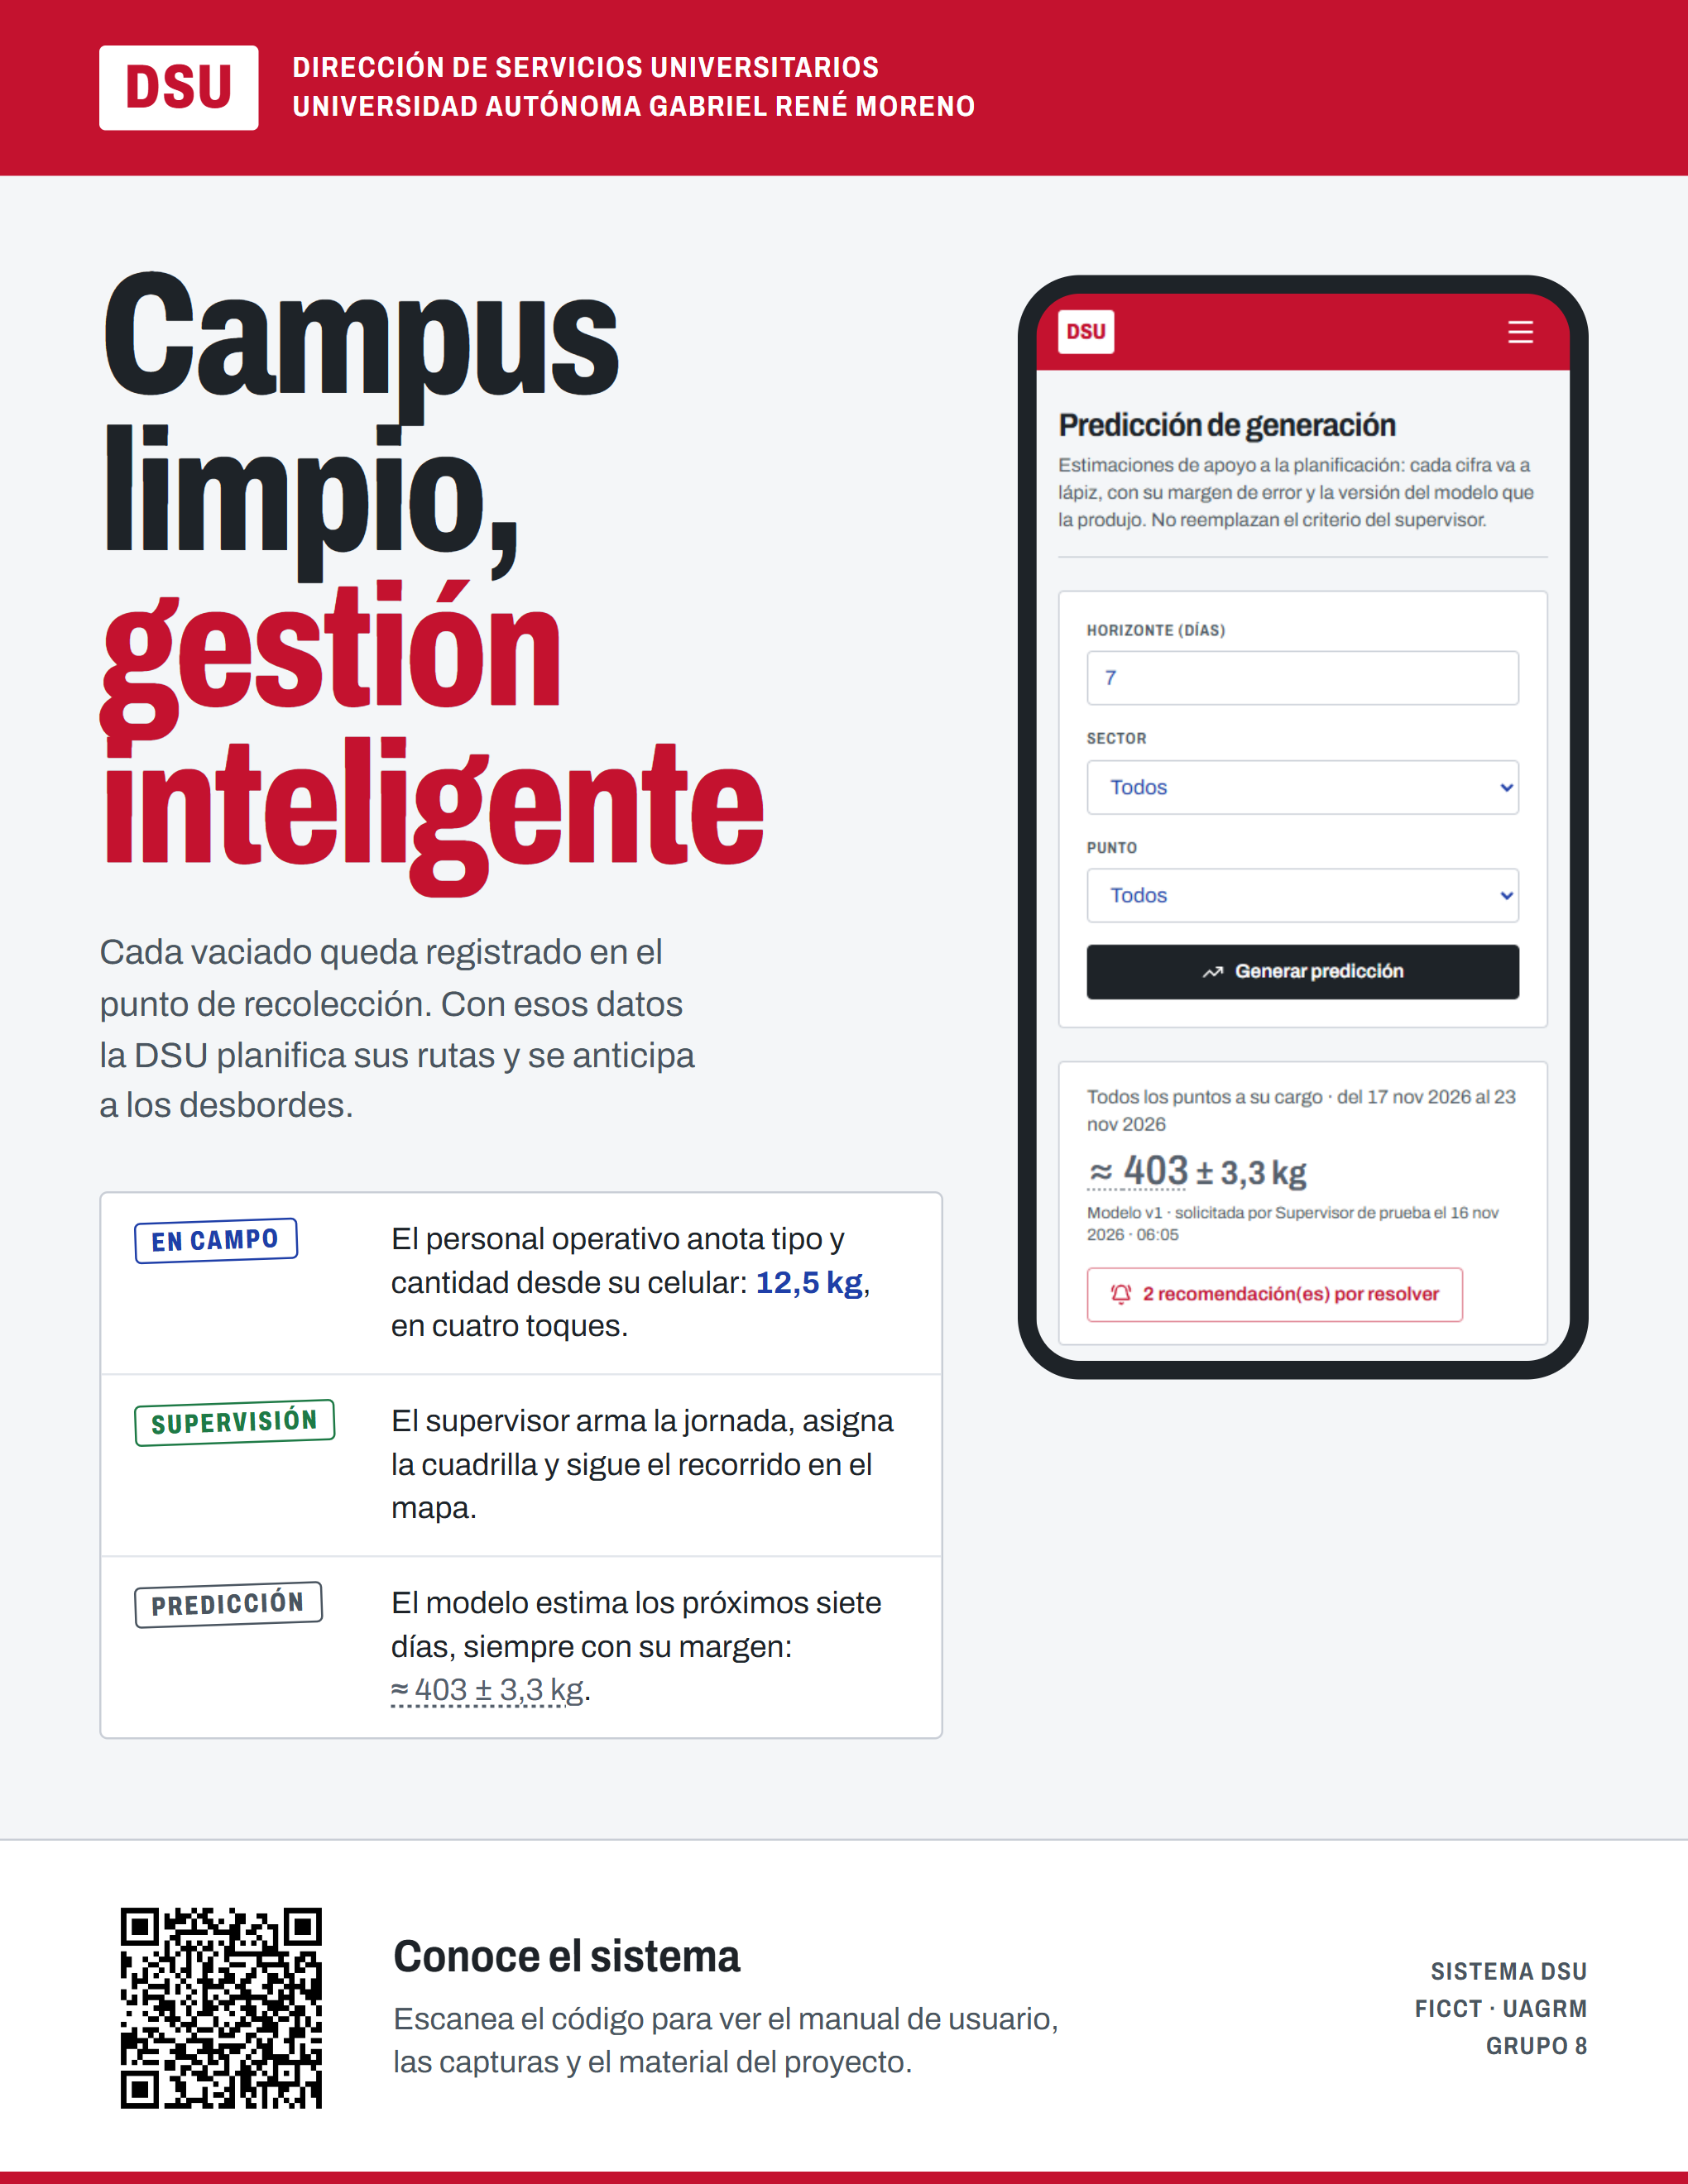 DSU
DIRECCIÓN DE SERVICIOS UNIVERSITARIOS
UNIVERSIDAD AUTÓNOMA GABRIEL RENÉ MORENO
Campus
limpio,
gestión
inteligente
Cada vaciado queda registrado en el
punto de recolección. Con esos datos
la DSU planifica sus rutas y se anticipa
a los desbordes.
EN CAMPO
El personal operativo anota tipo y
cantidad desde su celular: 12,5 kg,
en cuatro toques.
SUPERVISIÓN
El supervisor arma la jornada, asigna
la cuadrilla y sigue el recorrido en el
mapa.
PREDICCIÓN
El modelo estima los próximos siete
días, siempre con su margen:
≈ 403 ± 3,3 kg.
DSU
Predicción de generación
Estimaciones de apoyo a la planificación: cada cifra va a
lápiz, con su margen de error y la versión del modelo que
la produjo. No reemplazan el criterio del supervisor.
HORIZONTE (DÍAS)
7
SECTOR
Todos
PUNTO
Todos
Generar predicción
Todos los puntos a su cargo · del 17 nov 2026 al 23
nov 2026
≈ 403 ± 3,3 kg
Modelo v1 · solicitada por Supervisor de prueba el 16 nov
2026 · 06:05
2 recomendación(es) por resolver
Conoce el sistema
Escanea el código para ver el manual de usuario,
las capturas y el material del proyecto.
SISTEMA DSU
FICCT · UAGRM
GRUPO 8